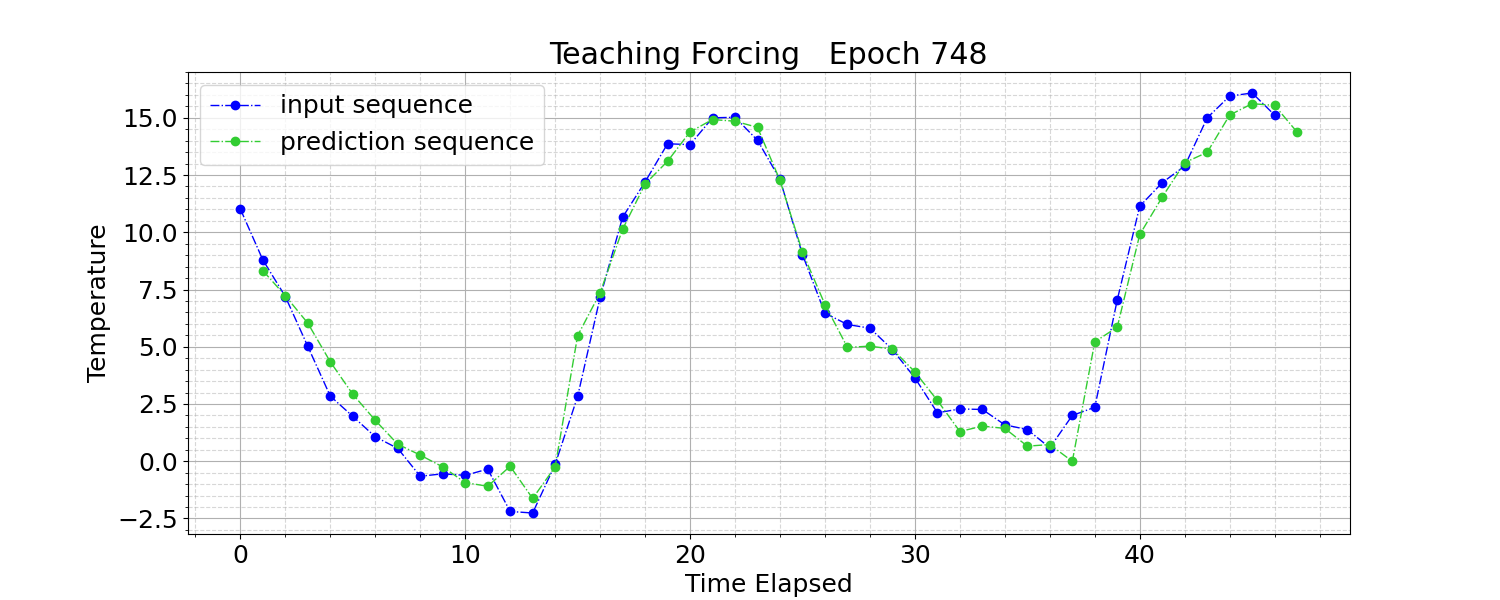 Teaching Forcing   Epoch 748
input sequence
prediction sequence
15.0
12.5
10.0
7.5
5.0
2.5
0.0
−2.5
Temperature
0 10 20 30 40
Time Elapsed